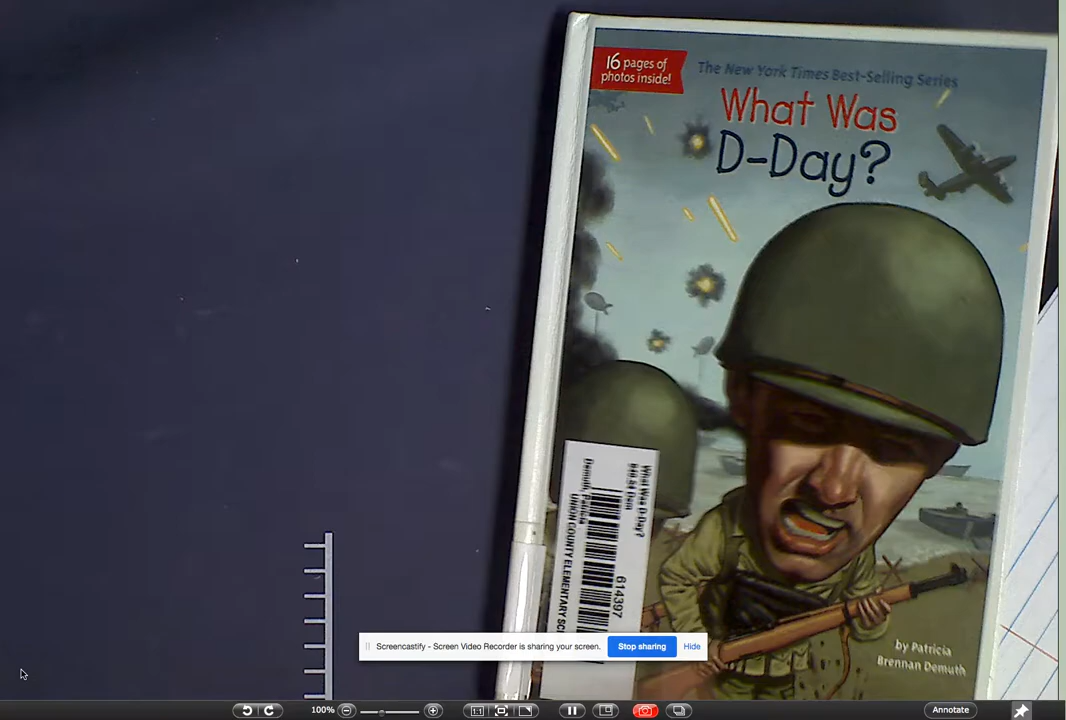 16 pages of
photos inside!
The New York Times Best-Selling Series
What Was
D-Day?
What Was D-Day?
Demuth, Patricia
UNION COUNTY ELEMENTARY SC
614397
by Patricia
Brennan Demuth
Screencastify - Screen Video Recorder is sharing your screen.
Stop sharing
Hide
100%
1:1
Annotate